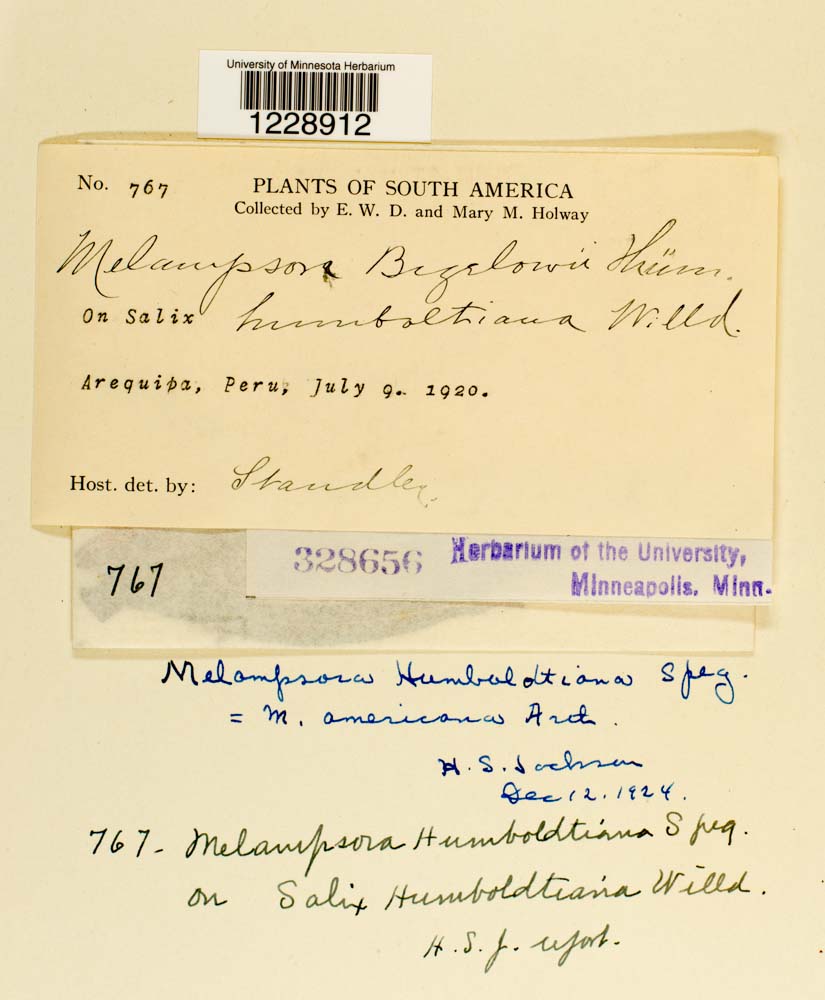 University of Minnesota Herbarium
1228912
No. 767
PLANTS OF SOUTH AMERICA
Collected by E. W. D. and Mary M. Holway
Melampsora Bigelowii Thüm.
On Salix humboltiana Willd.
Arequipa, Peru, July 9. 1920.
Host. det. by: Standley.
767
328656
Herbarium of the University,
Minneapolis, Minn.
Melampsora Humboldtiana Speg.
= M. americana Arth.
H. S. Jackson
Dec 12. 1924.
767- Melampsora Humboldtiana Speg.
on Salix Humboldtiana Willd.
H. S. J. report.